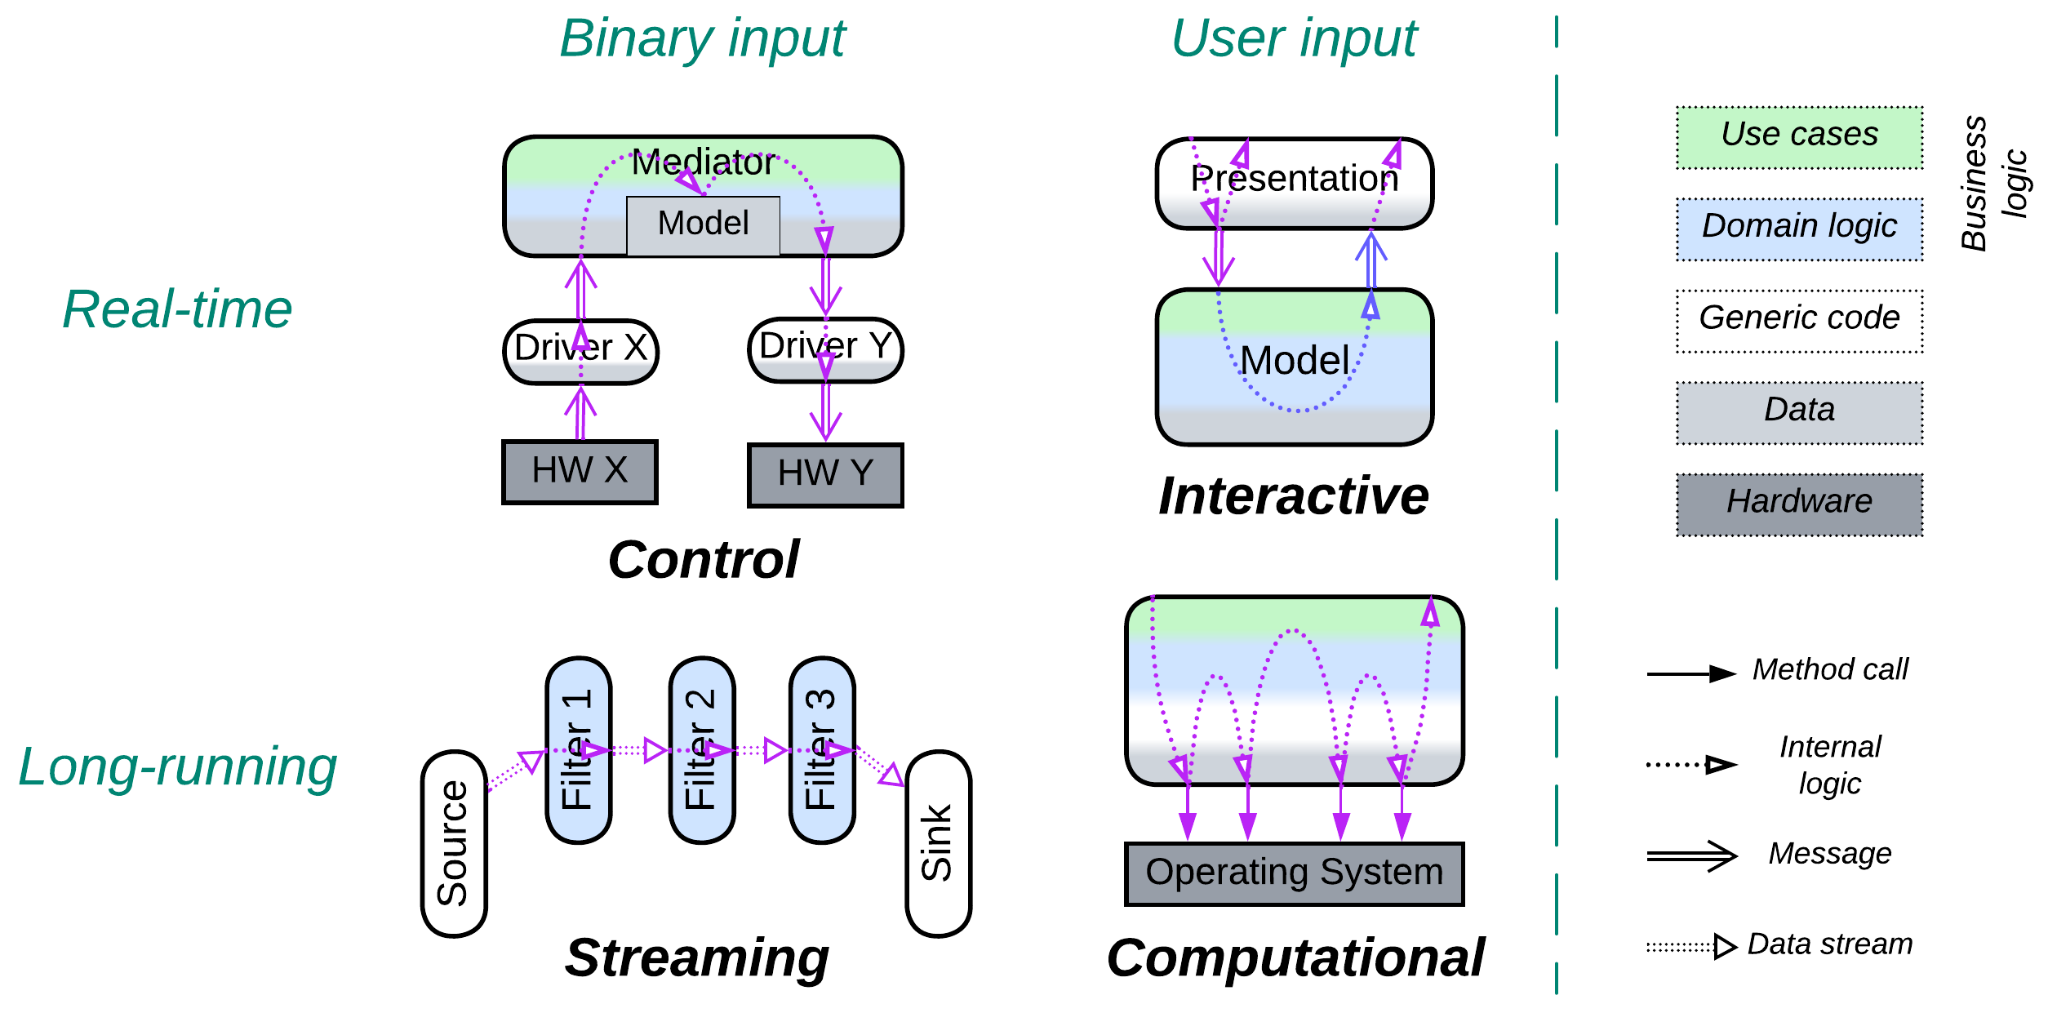 Binary input
User input
Real-time
Mediator
Model
Driver X
Driver Y
HW X
HW Y
Control
Presentation
Model
Interactive
Long-running
Source
Filter 1
Filter 2
Filter 3
Sink
Streaming
Operating System
Computational
Use cases
Domain logic
Business
logic
Generic code
Data
Hardware
Method call
Internal
logic
Message
Data stream